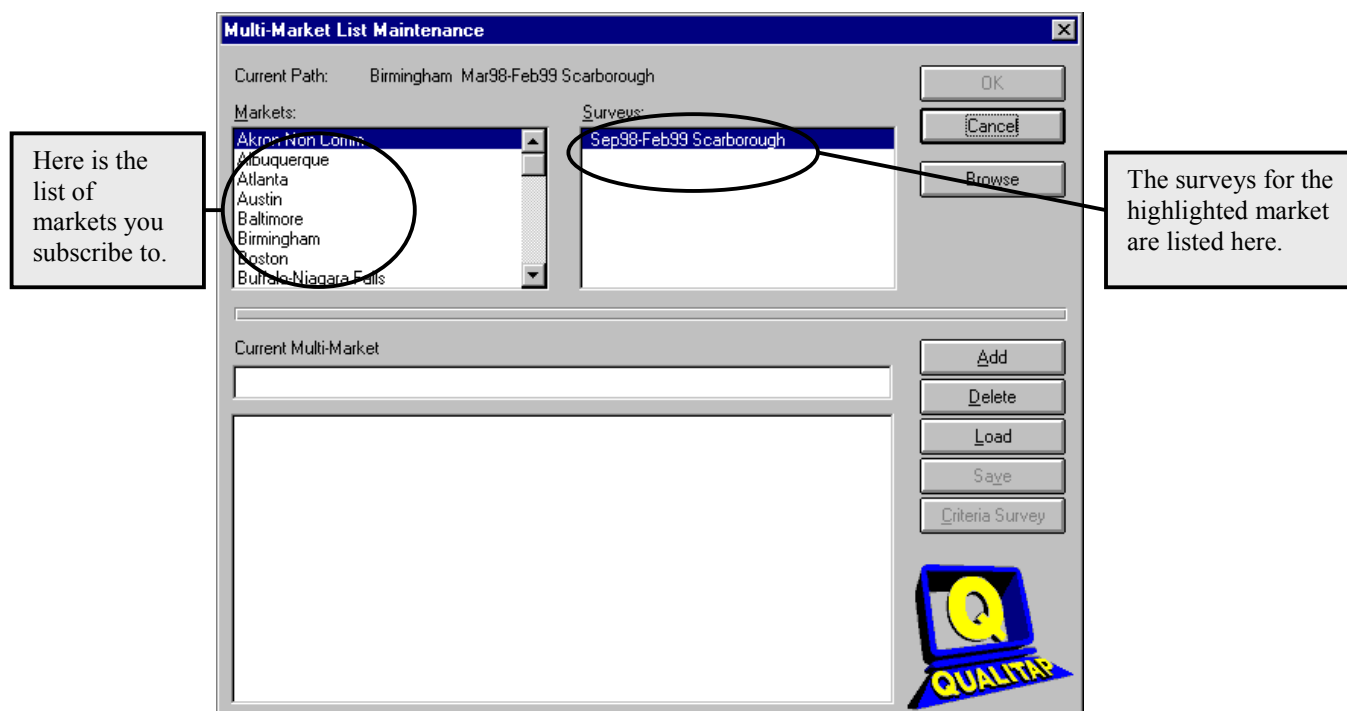 Multi-Market List Maintenance
Current Path: Birmingham Mar98-Feb99 Scarborough
OK
Markets:
Surveys:
Cancel
Akron Non Comm
Albuquerque
Atlanta
Austin
Baltimore
Birmingham
Boston
Buffalo-Niagara Falls
Sep98-Feb99 Scarborough
Browse
Here is the
list of
markets you
subscribe to.
The surveys for the
highlighted market
are listed here.
Current Multi-Market
Add
Delete
Load
Save
Criteria Survey
Q
QUALITAP